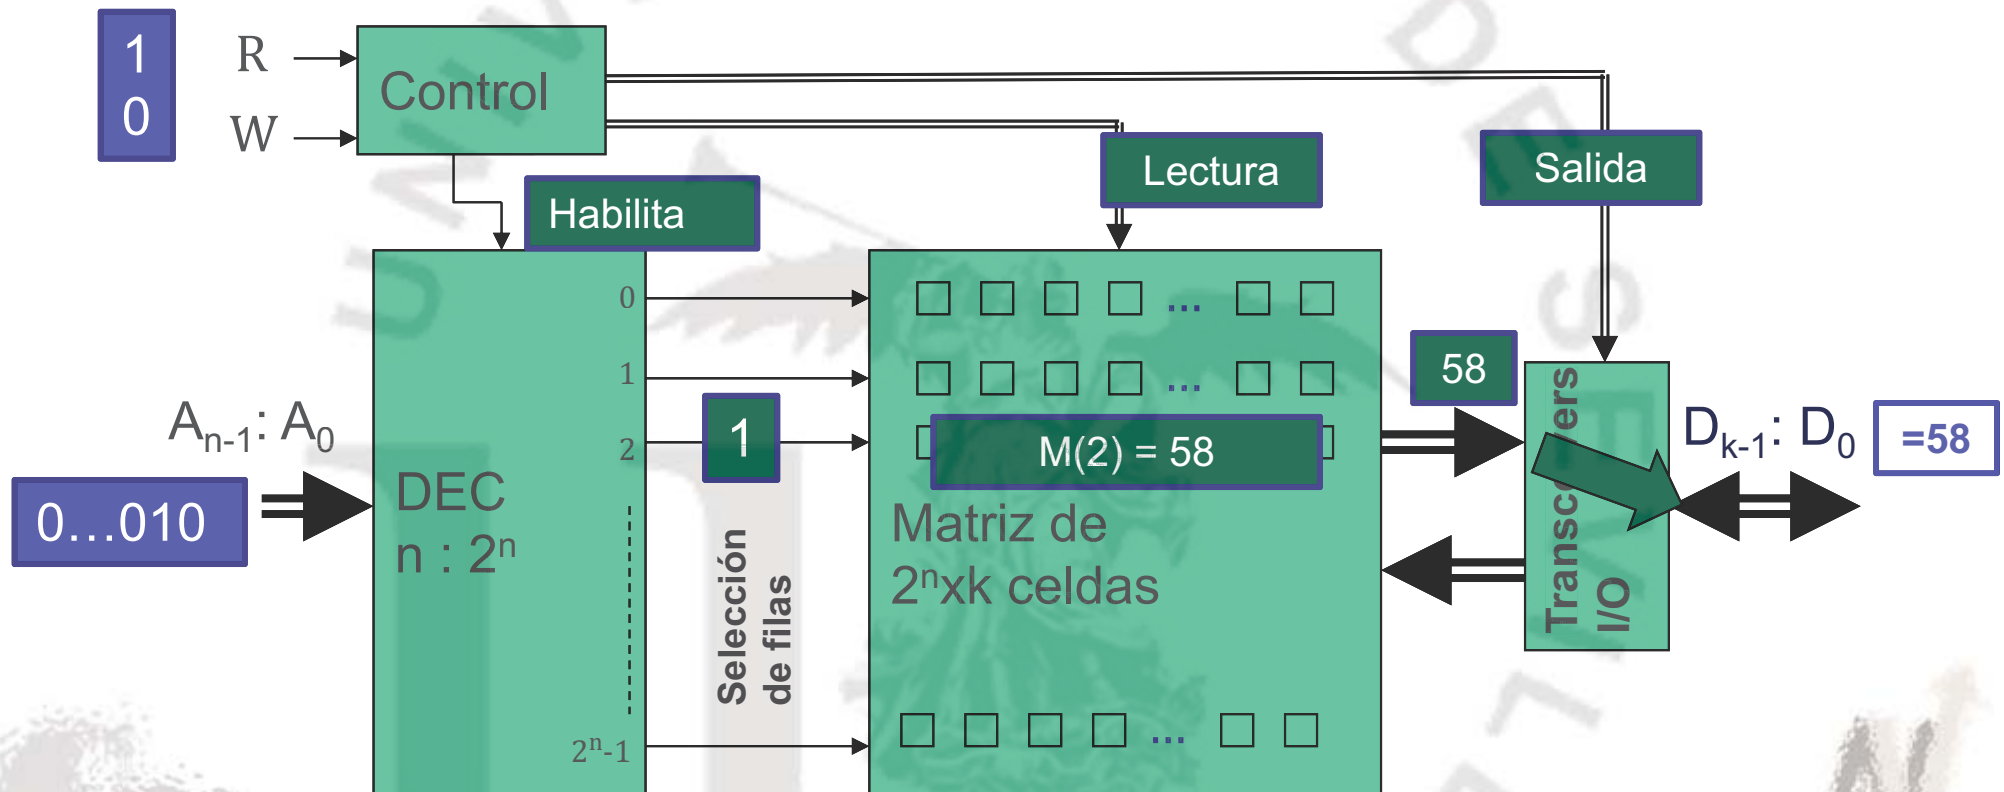 1
0
R
W
Control
Lectura
Salida
Habilita
0
1
2
2ⁿ-1
Aₙ₋₁: A₀
0...010
DEC
n : 2ⁿ
1
Selección
de filas
...
...
M(2) = 58
Matriz de
2ⁿxk celdas
...
58
Transceivers
I/O
Dₖ₋₁: D₀
=58